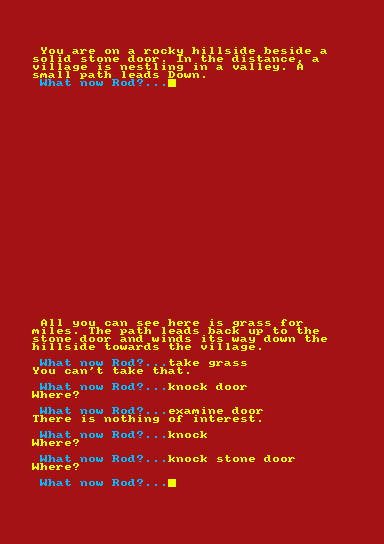 You are on a rocky hillside beside a
solid stone door. In the distance, a
village is nestling in a valley. A
small path leads Down.
What now Rod?...
All you can see here is grass for
miles. The path leads back up to the
stone door and winds its way down the
hillside towards the village.
What now Rod?...take grass
You can't take that.
What now Rod?...knock door
Where?
What now Rod?...examine door
There is nothing of interest.
What now Rod?...knock
Where?
What now Rod?...knock stone door
Where?
What now Rod?...